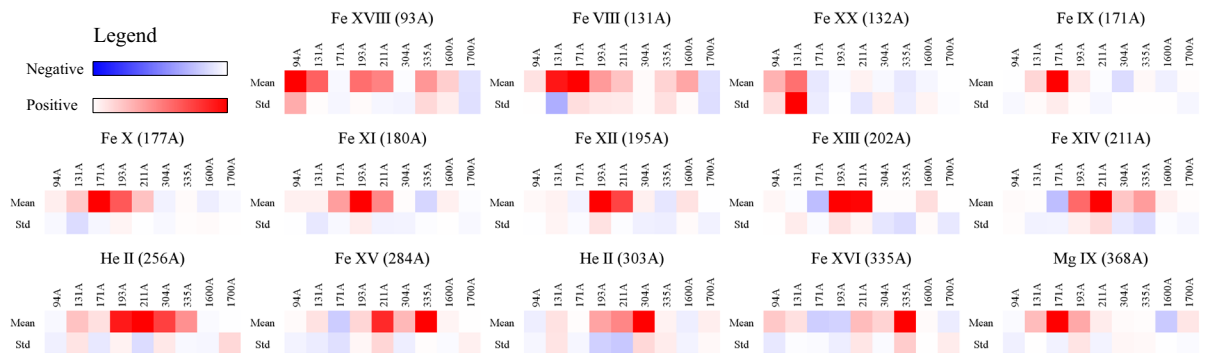 Legend
Negative
Positive
Fe XVIII (93A)
94A 131A 171A 193A 211A 304A 335A 1600A 1700A
Mean
Std
Fe VIII (131A)
94A 131A 171A 193A 211A 304A 335A 1600A 1700A
Mean
Std
Fe XX (132A)
94A 131A 171A 193A 211A 304A 335A 1600A 1700A
Mean
Std
Fe IX (171A)
94A 131A 171A 193A 211A 304A 335A 1600A 1700A
Mean
Std
Fe X (177A)
94A 131A 171A 193A 211A 304A 335A 1600A 1700A
Mean
Std
Fe XI (180A)
94A 131A 171A 193A 211A 304A 335A 1600A 1700A
Mean
Std
Fe XII (195A)
94A 131A 171A 193A 211A 304A 335A 1600A 1700A
Mean
Std
Fe XIII (202A)
94A 131A 171A 193A 211A 304A 335A 1600A 1700A
Mean
Std
Fe XIV (211A)
94A 131A 171A 193A 211A 304A 335A 1600A 1700A
Mean
Std
He II (256A)
94A 131A 171A 193A 211A 304A 335A 1600A 1700A
Mean
Std
Fe XV (284A)
94A 131A 171A 193A 211A 304A 335A 1600A 1700A
Mean
Std
He II (303A)
94A 131A 171A 193A 211A 304A 335A 1600A 1700A
Mean
Std
Fe XVI (335A)
94A 131A 171A 193A 211A 304A 335A 1600A 1700A
Mean
Std
Mg IX (368A)
94A 131A 171A 193A 211A 304A 335A 1600A 1700A
Mean
Std